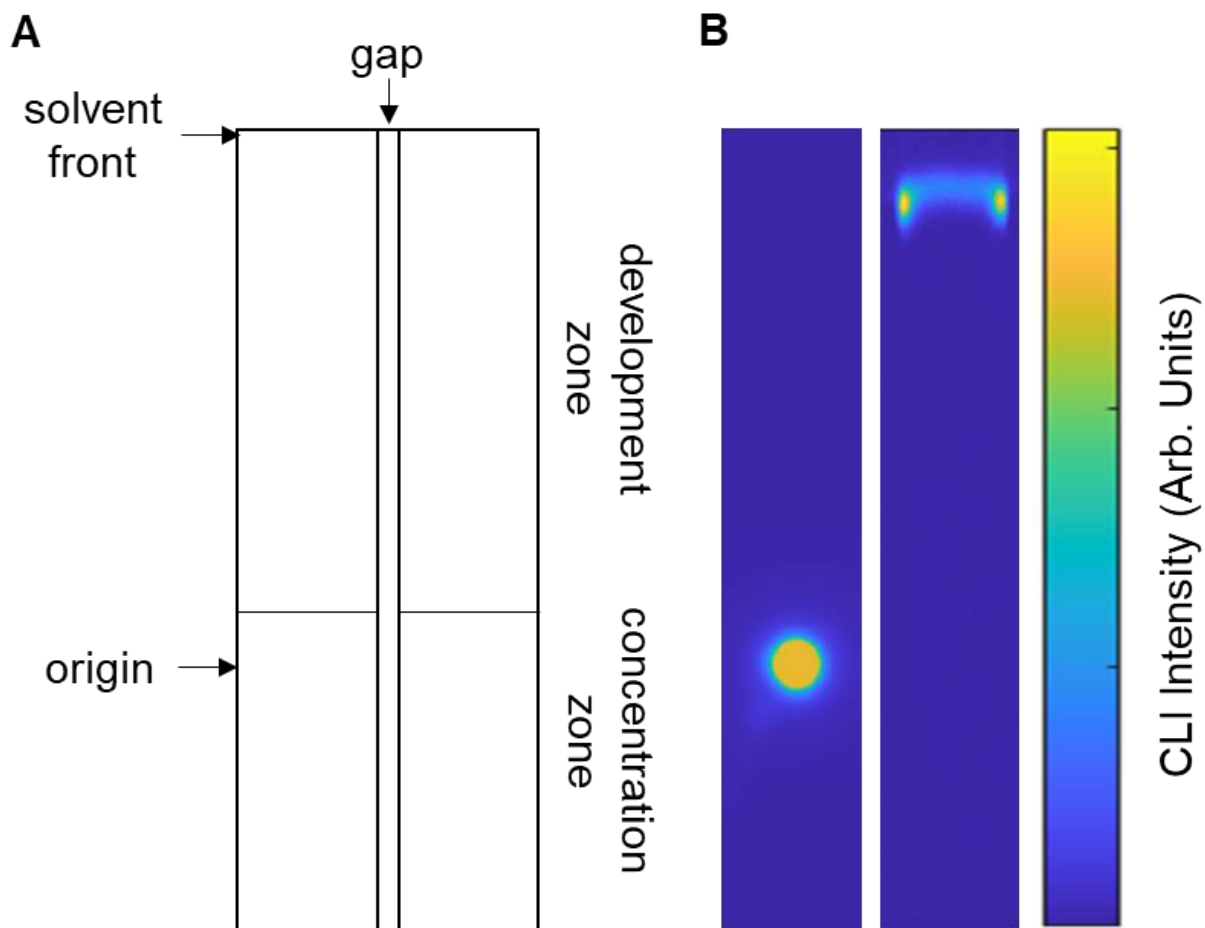 A
gap
solvent
front
origin
development
zone
concentration
zone
B
CLI Intensity (Arb. Units)